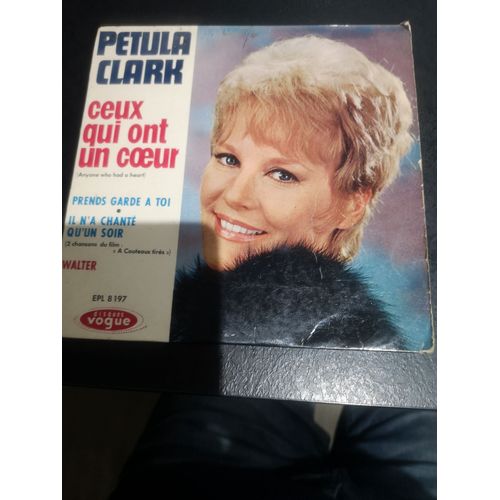 PETULA
CLARK
ceux
qui ont
un cœur
(Anyone who had a heart)
PRENDS GARDE A TOI
•
IL N'A CHANTÉ
QU'UN SOIR
(2 chansons du film :
« A Couteaux tirés »)
WALTER
EPL 8197
DISQUES
vogue